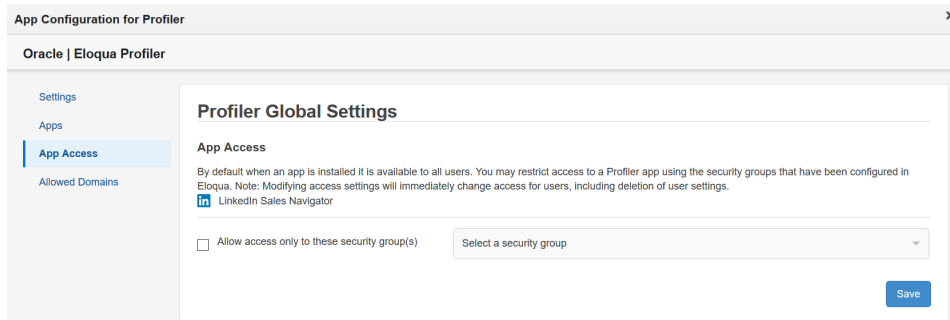 App Configuration for Profiler
Oracle | Eloqua Profiler
Settings
Apps
App Access
Allowed Domains
Profiler Global Settings
App Access
By default when an app is installed it is available to all users. You may restrict access to a Profiler app using the security groups that have been configured in
Eloqua. Note: Modifying access settings will immediately change access for users, including deletion of user settings.
in LinkedIn Sales Navigator
Allow access only to these security group(s)
Select a security group
Save